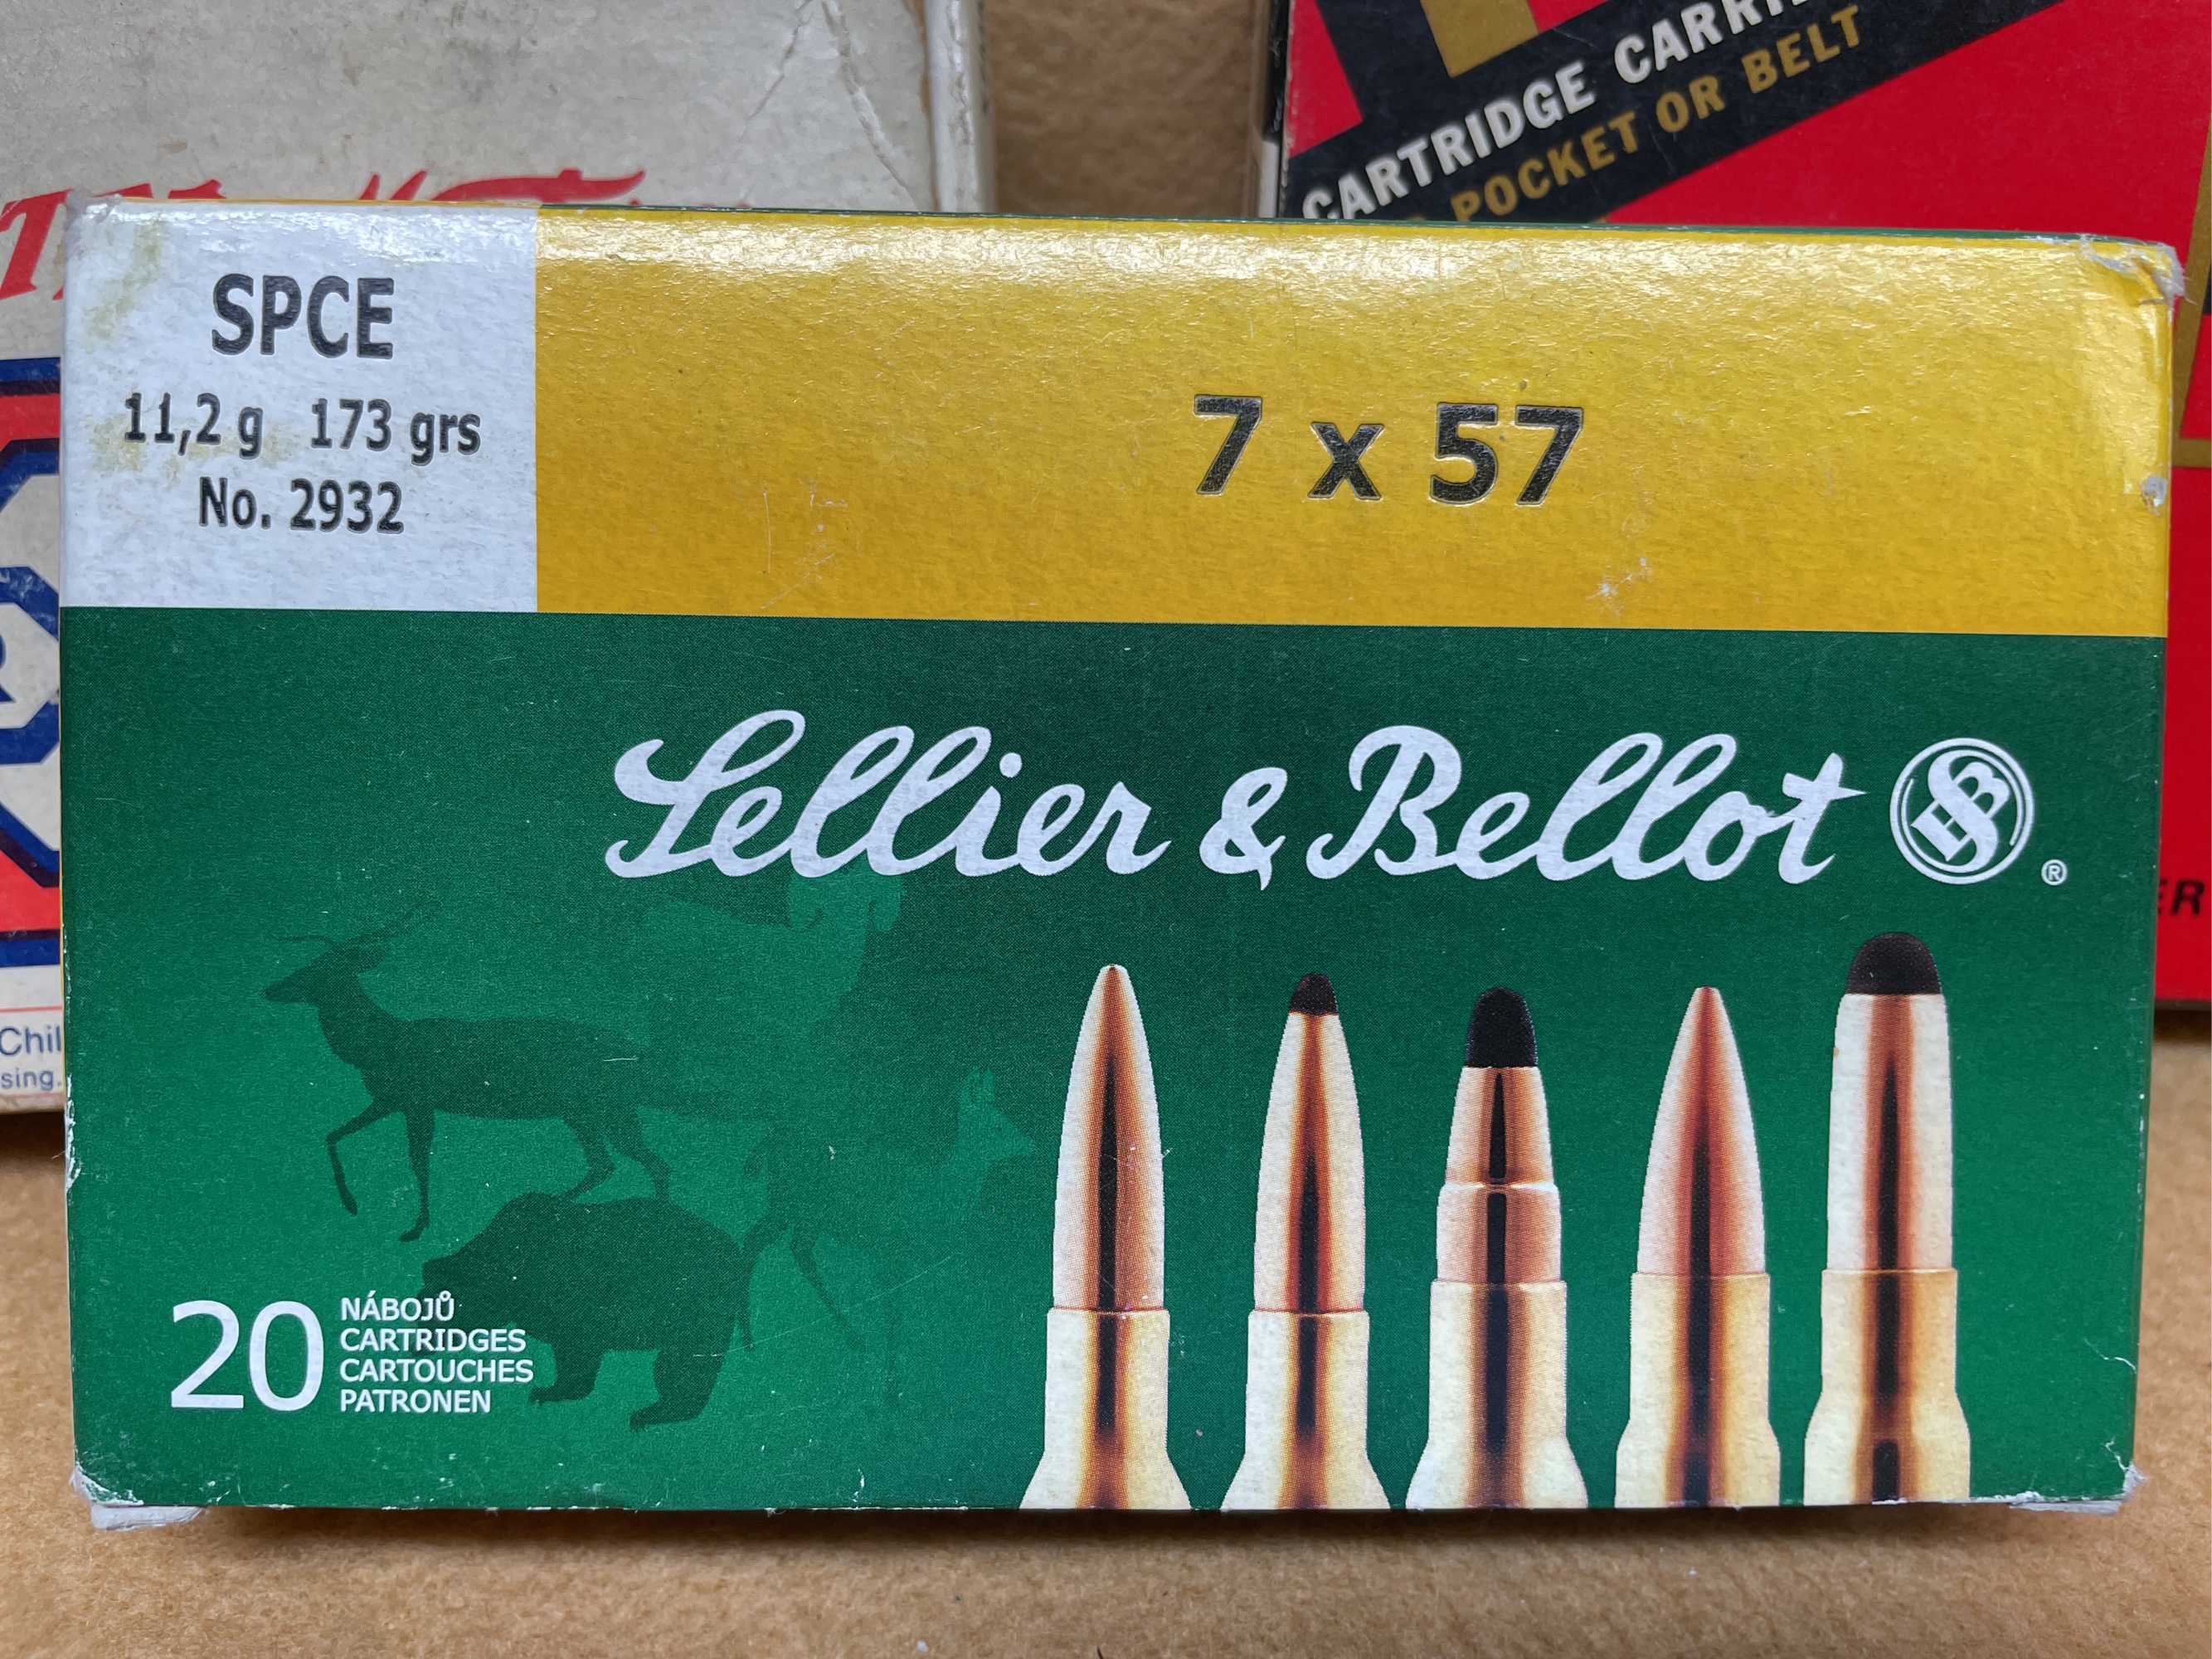 CARTRIDGE
POCKET OR BELT
SPCE
11,2 g 173 grs
No. 2932
7 x 57
Sellier & Bellot
®
20
NÁBOJŮ
CARTRIDGES
CARTOUCHES
PATRONEN